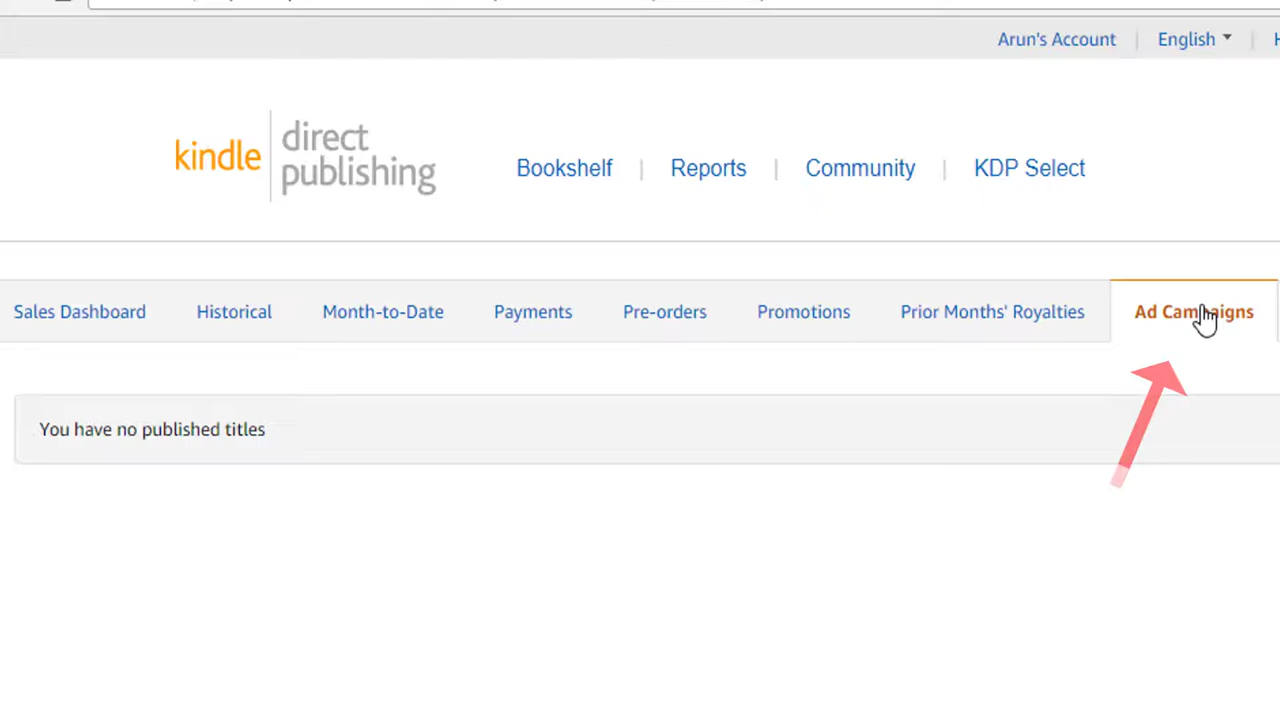 Arun's Account | English
kindle direct publishing
Bookshelf | Reports | Community | KDP Select
Sales Dashboard Historical Month-to-Date Payments Pre-orders Promotions Prior Months' Royalties Ad Campaigns
You have no published titles